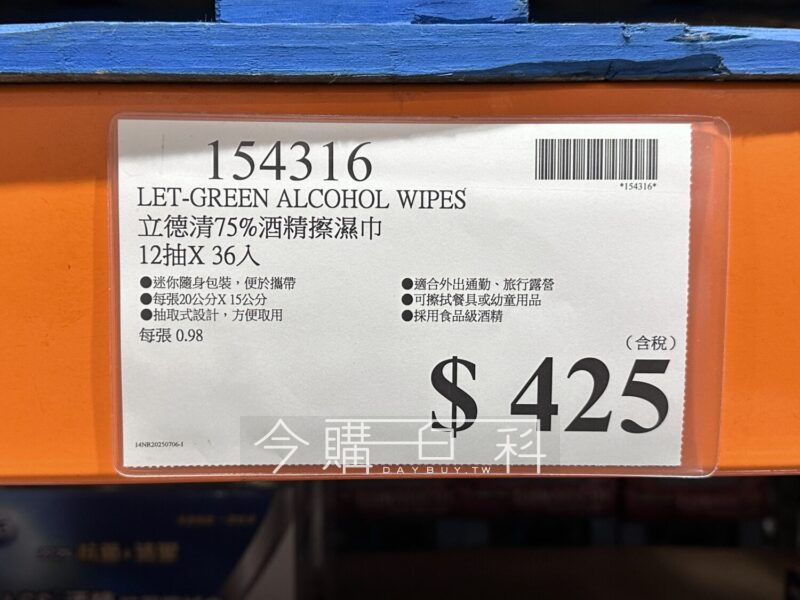 154316
*154316*
LET-GREEN ALCOHOL WIPES
立德清75%酒精擦濕巾
12抽X 36入
●迷你隨身包裝，便於攜帶
●每張20公分X 15公分
●抽取式設計，方便取用
●適合外出通勤、旅行露營
●可擦拭餐具或幼童用品
●採用食品級酒精
每張 0.98
（含稅）
$ 425
14NR20250706-1
今購百科
DAYBUY.TW